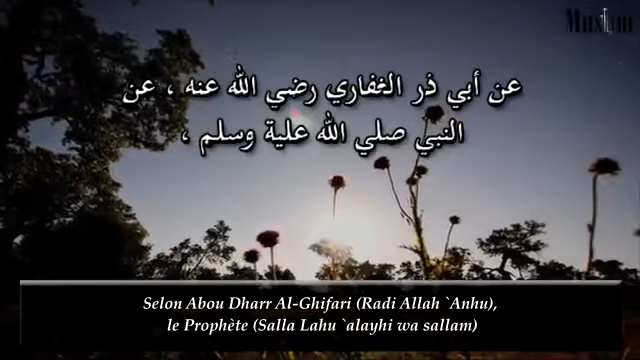 Muslim
عن أبي ذر الغفاري رضي الله عنه ، عن
النبي صلي الله علية وسلم ،
Selon Abou Dharr Al-Ghifari (Radi Allah `Anhu),
le Prophète (Salla Lahu `alayhi wa sallam)